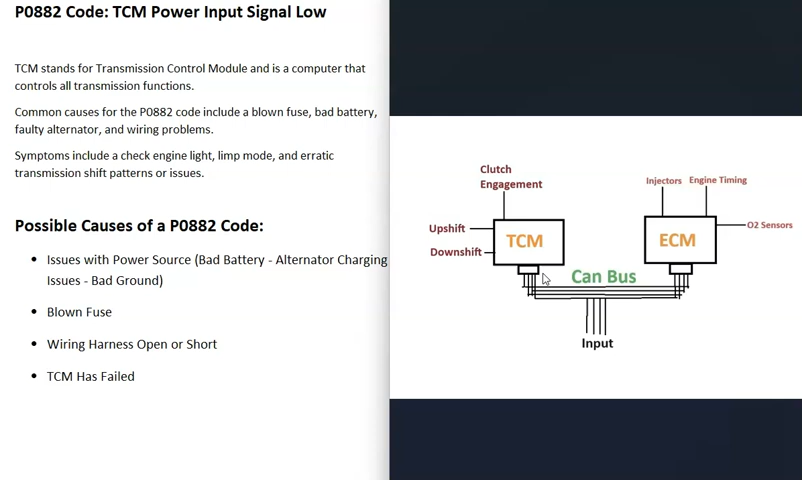 P0882 Code: TCM Power Input Signal Low
TCM stands for Transmission Control Module and is a computer that
controls all transmission functions.
Common causes for the P0882 code include a blown fuse, bad battery,
faulty alternator, and wiring problems.
Symptoms include a check engine light, limp mode, and erratic
transmission shift patterns or issues.
Possible Causes of a P0882 Code:
• Issues with Power Source (Bad Battery - Alternator Charging
Issues - Bad Ground)
• Blown Fuse
• Wiring Harness Open or Short
• TCM Has Failed
Clutch
Engagement
Upshift
Downshift
TCM
Injectors
Engine Timing
O2 Sensors
ECM
Can Bus
Input